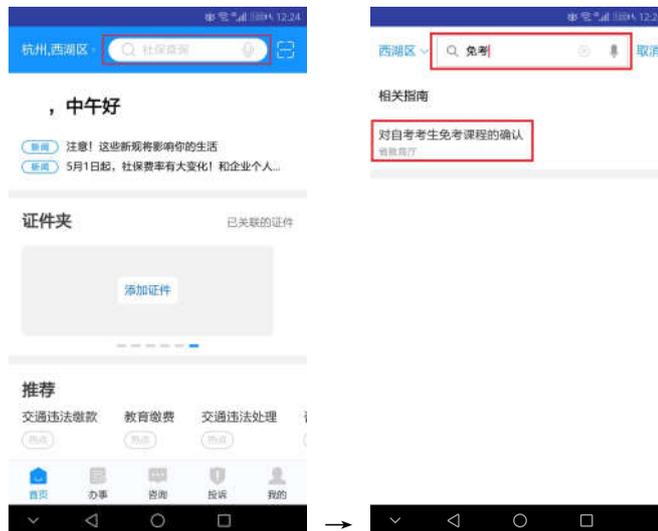 12:24
杭州,西湖区
社保查询
，中午好
新闻 注意！这些新规将影响你的生活
新闻 5月1日起，社保费率有大变化！和企业个人...
证件夹
已关联的证件
添加证件
推荐
交通违法缴款 教育缴费 交通违法处理
热点 热点 热点
首页 办事 咨询 投诉 我的
→
12:2
西湖区
免考
取消
相关指南
对自考考生免考课程的确认
省教育厅